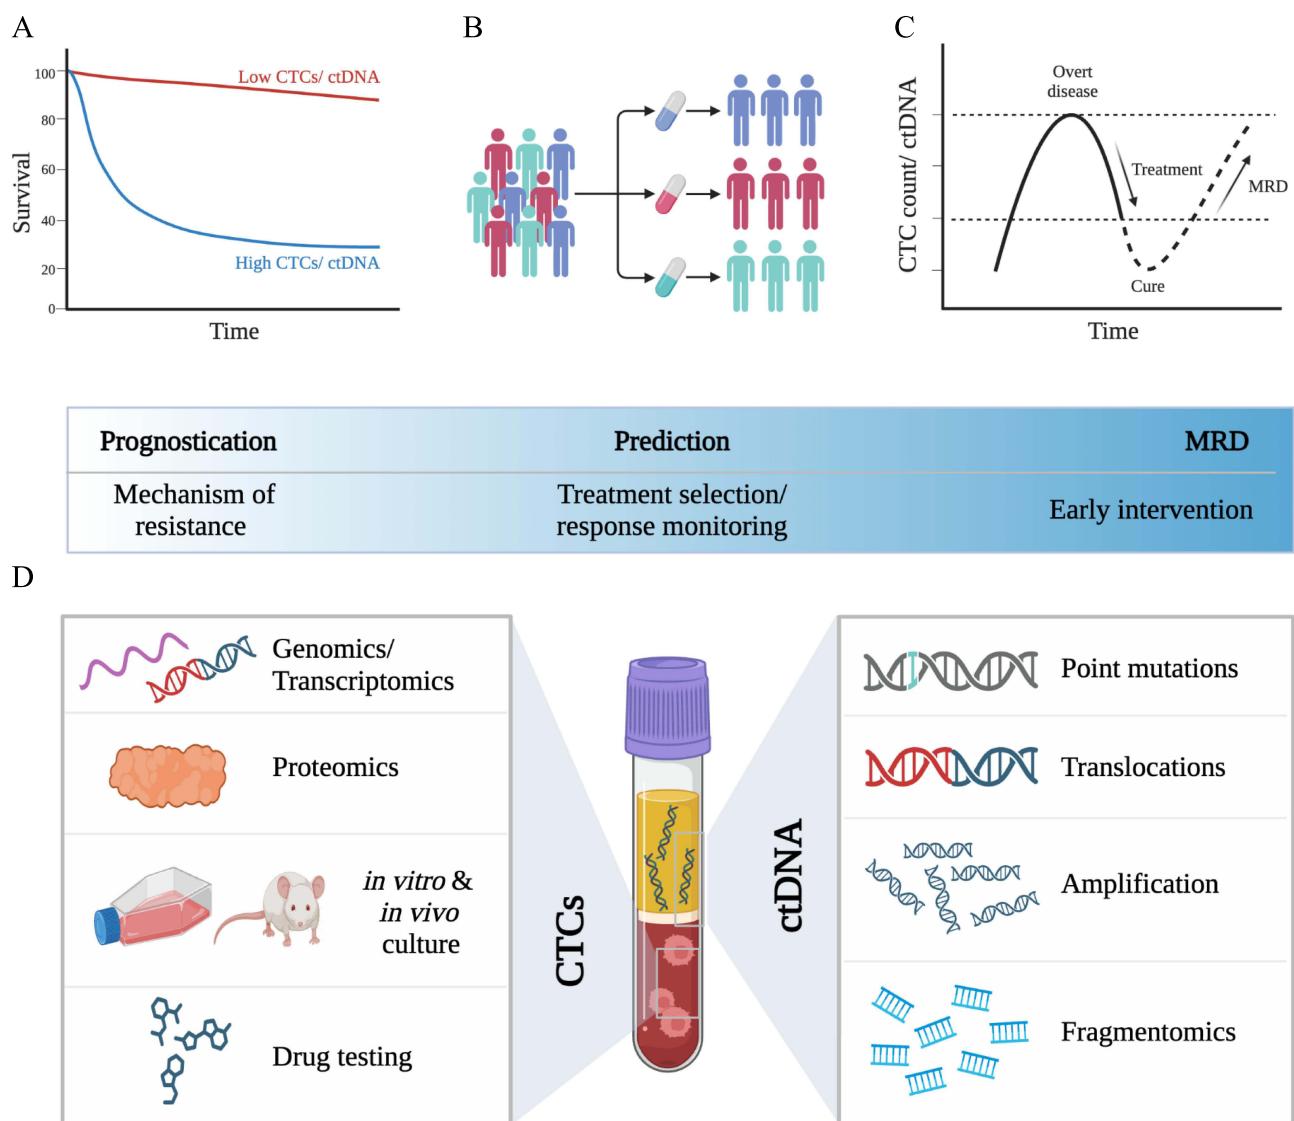 A
B
C
Survival
100
80
60
40
20
0
Low CTCs/ ctDNA
High CTCs/ ctDNA
Time
CTC count/ ctDNA
Overt
disease
Treatment
MRD
Cure
Time
Prognostication
Prediction
MRD
Mechanism of
resistance
Treatment selection/
response monitoring
Early intervention
D
Genomics/
Transcriptomics
Proteomics
in vitro &
in vivo
culture
Drug testing
CTCs
ctDNA
Point mutations
Translocations
Amplification
Fragmentomics